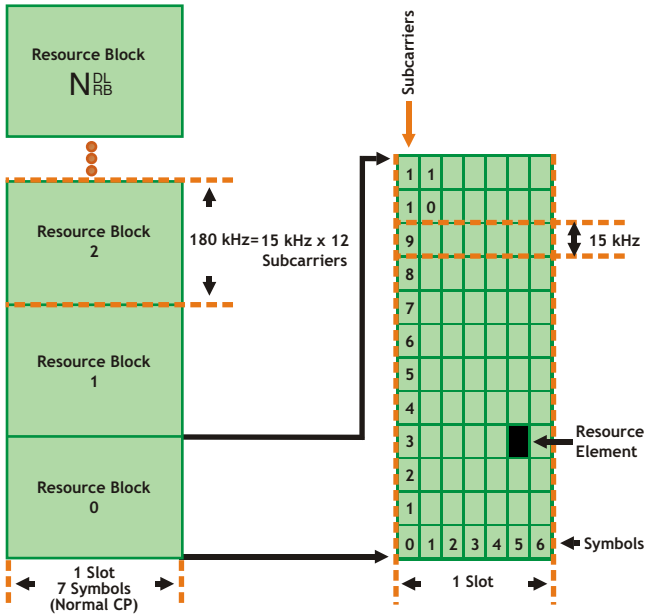 Resource Block
N DL RB
Resource Block
2
180 kHz=15 kHz x 12
Subcarriers
Resource Block
1
Resource Block
0
1 Slot
7 Symbols
(Normal CP)
Subcarriers
1 1
1 0
9
15 kHz
8
7
6
5
4
3
Resource
Element
2
1
0 1 2 3 4 5 6
Symbols
1 Slot